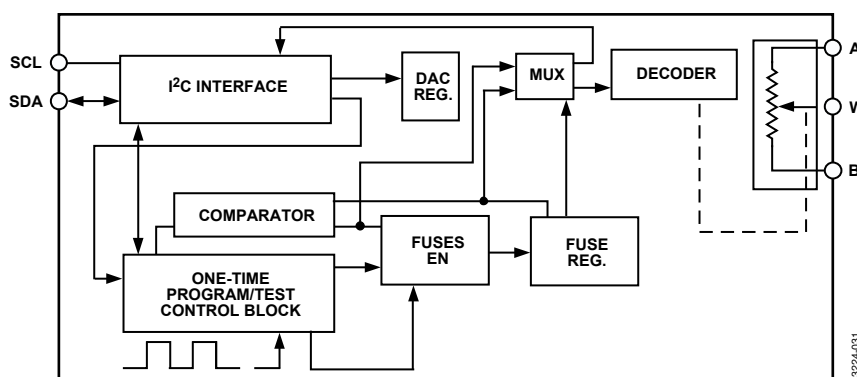 SCL
SDA
I²C INTERFACE
DAC
REG.
MUX
DECODER
A
W
B
COMPARATOR
FUSES
EN
FUSE
REG.
ONE-TIME
PROGRAM/TEST
CONTROL BLOCK